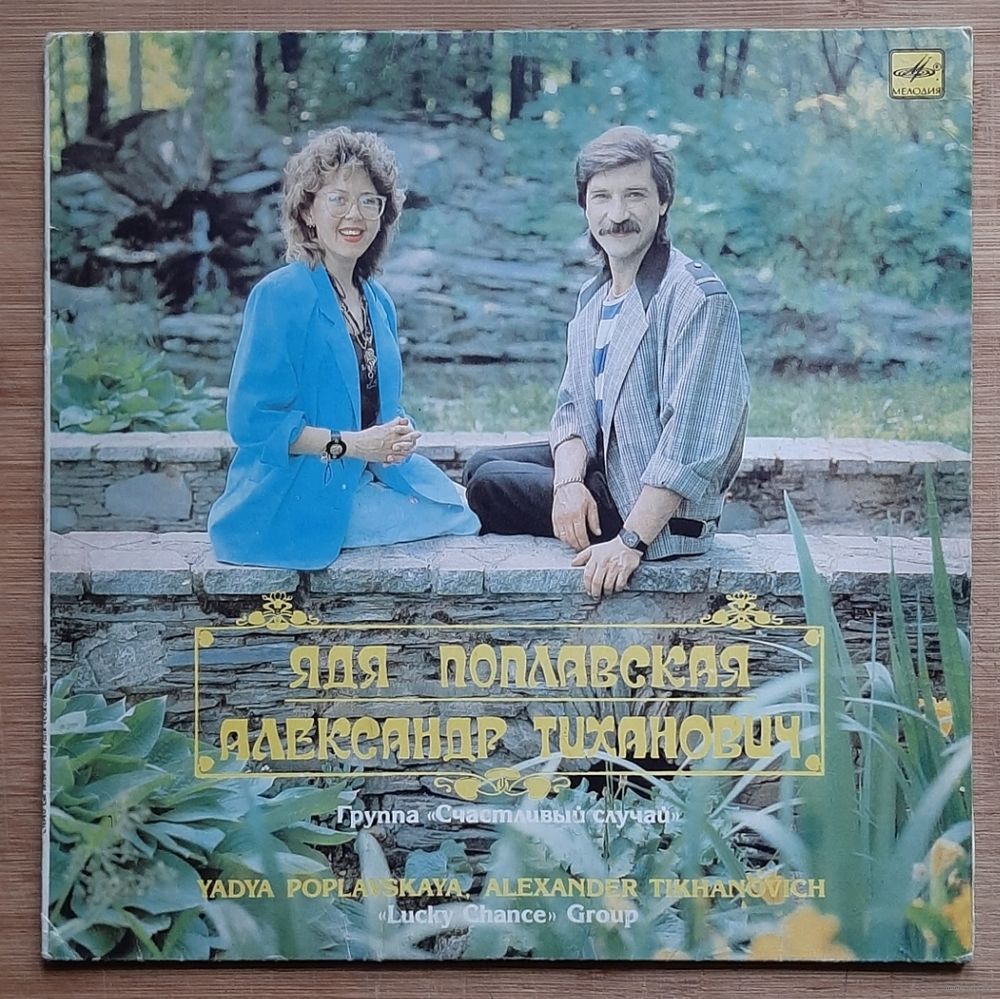 МЕЛОДИЯ
ЯДЯ ПОПЛАВСКАЯ
АЛЕКСАНДР ТИХАНОВИЧ
Группа «Счастливый случай»
YADYA POPLAVSKAYA, ALEXANDER TIKHANOVICH
«Lucky Chance» Group